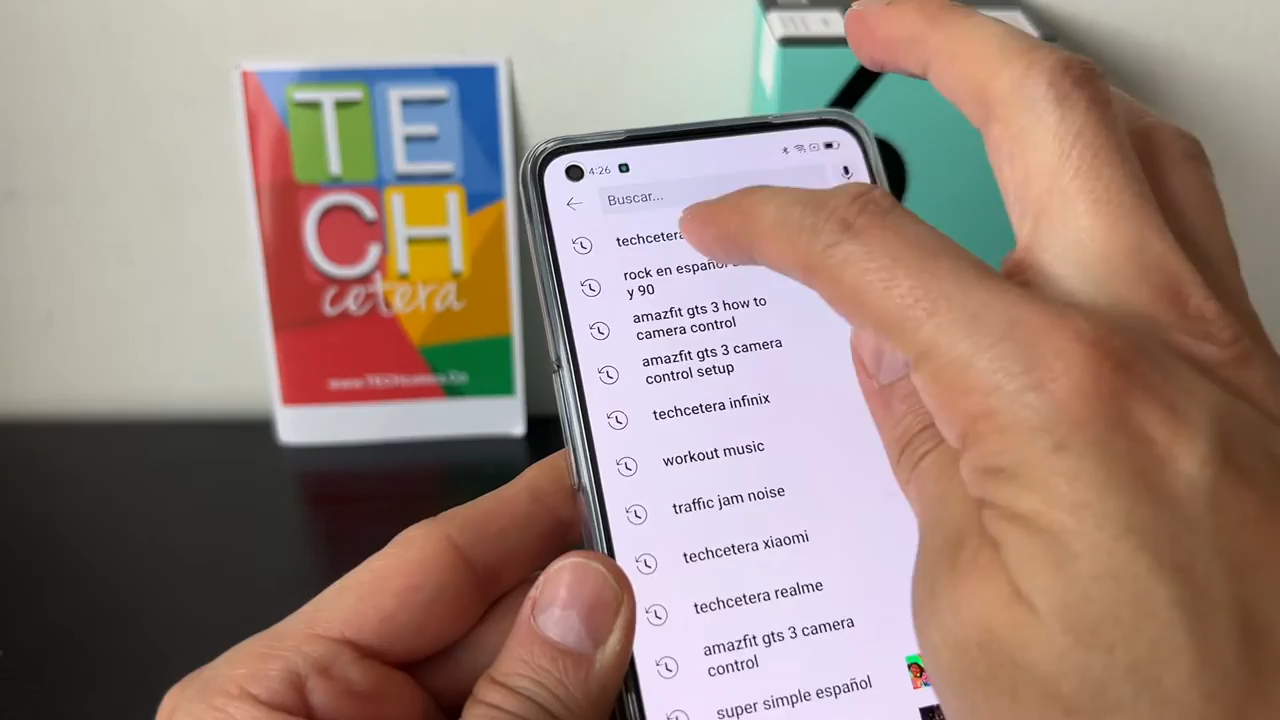 TE
CH
cetera
4:26
Buscar...
techcetera
rock en español
y 90
amazfit gts 3 how to
camera control
amazfit gts 3 camera
control setup
techcetera infinix
workout music
traffic jam noise
techcetera xiaomi
techcetera realme
amazfit gts 3 camera
control
super simple español